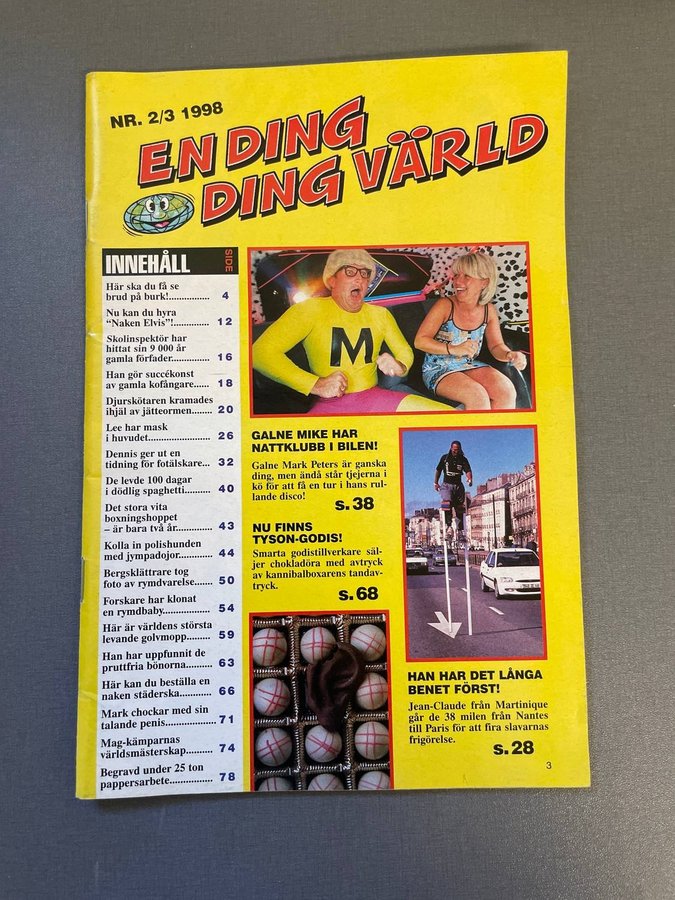 NR. 2/3 1998
EN DING
DING VÄRLD
INNEHÅLL
SIDE
Här ska du få se
brud på burk!................ 4
Nu kan du hyra
”Naken Elvis”!.............. 12
Skolinspektör har
hittat sin 9 000 år
gamla förfader.............. 16
Han gör succékonst
av gamla kofångare...... 18
Djurskötaren kramades
ihjäl av jätteormen........ 20
Lee har mask
i huvudet........................ 26
Dennis ger ut en
tidning för fotälskare... 32
De levde 100 dagar
i dödlig spaghetti.......... 40
Det stora vita
boxningshoppet
– är bara två år.............. 43
Kolla in polishunden
med jympadojor............ 44
Bergsklättrare tog
foto av rymdvarelse...... 50
Forskare har klonat
en rymdbaby................. 54
Här är världens största
levande golvmopp......... 59
Han har uppfunnit de
pruttfria bönorna........... 63
Här kan du beställa en
naken städerska............ 66
Mark chockar med sin
talande penis................. 71
Mag-kämparnas
världsmästerskap.......... 74
Begravd under 25 ton
pappersarbete................ 78
M
GALNE MIKE HAR
NATTKLUBB I BILEN!
Galne Mark Peters är ganska
ding, men ändå står tjejerna i
kö för att få en tur i hans rul-
lande disco!
s. 38
NU FINNS
TYSON-GODIS!
Smarta godistillverkare säl-
jer chokladöra med avtryck
av kannibalboxarens tandav-
tryck.
s. 68
HAN HAR DET LÅNGA
BENET FÖRST!
Jean-Claude från Martinique
går de 38 milen från Nantes
till Paris för att fira slavarnas
frigörelse.
s. 28
3